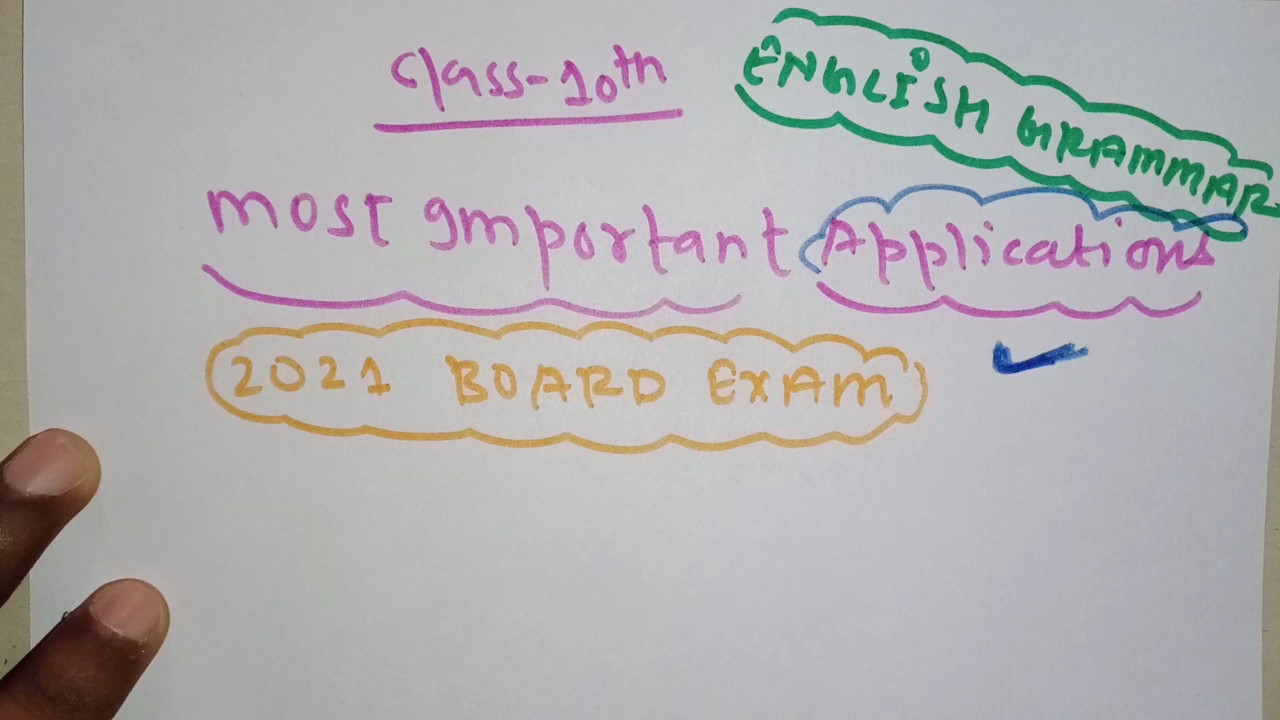 Class-10th
ENGLISH GRAMMAR
most Important Applications
2021 BOARD EXAM